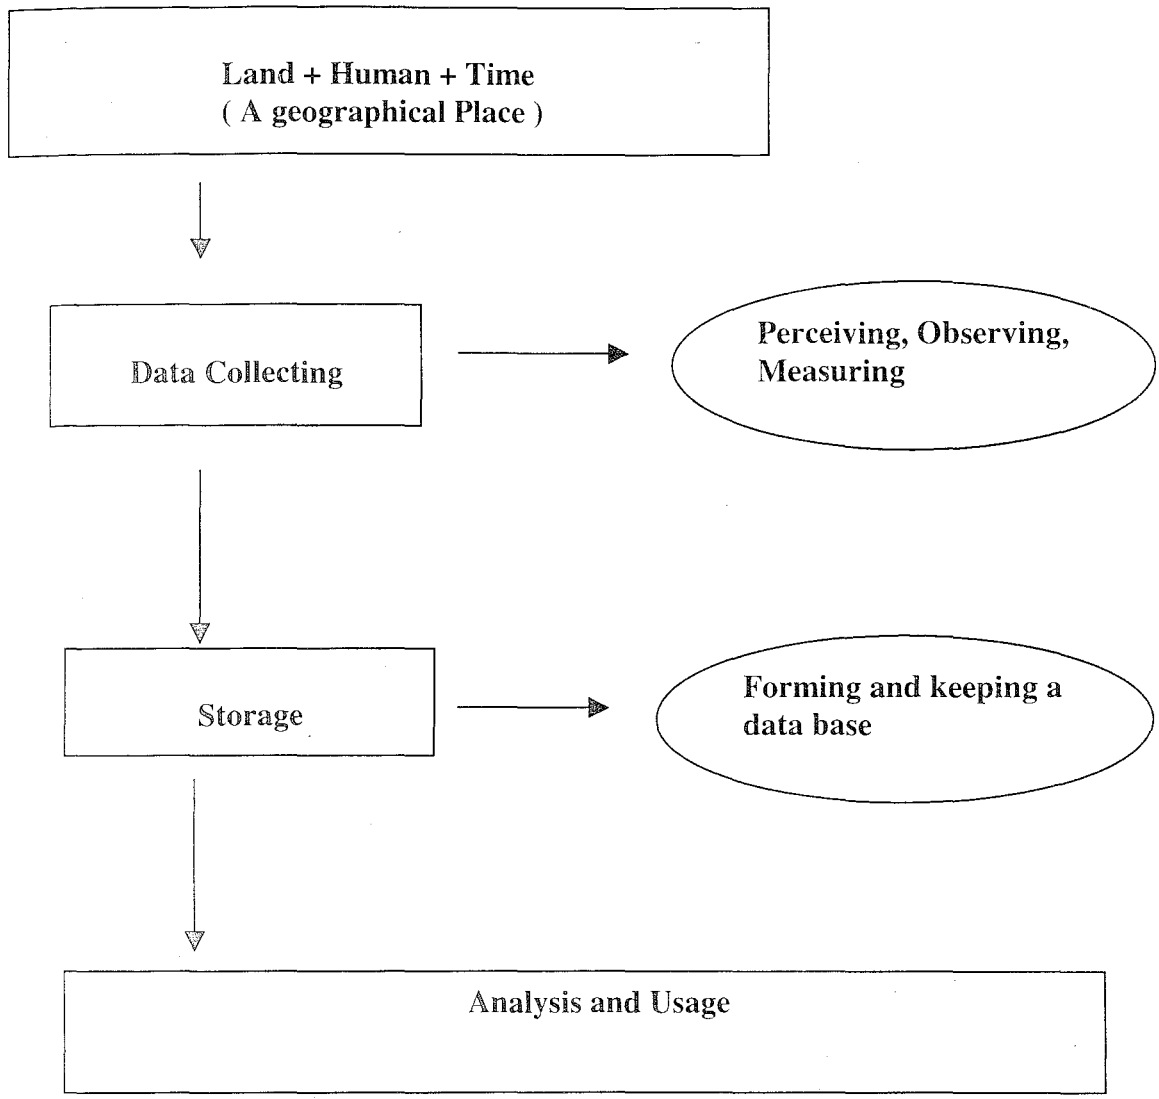 Land + Human + Time
( A geographical Place )
Data Collecting
Perceiving, Observing,
Measuring
Storage
Forming and keeping a
data base
Analysis and Usage